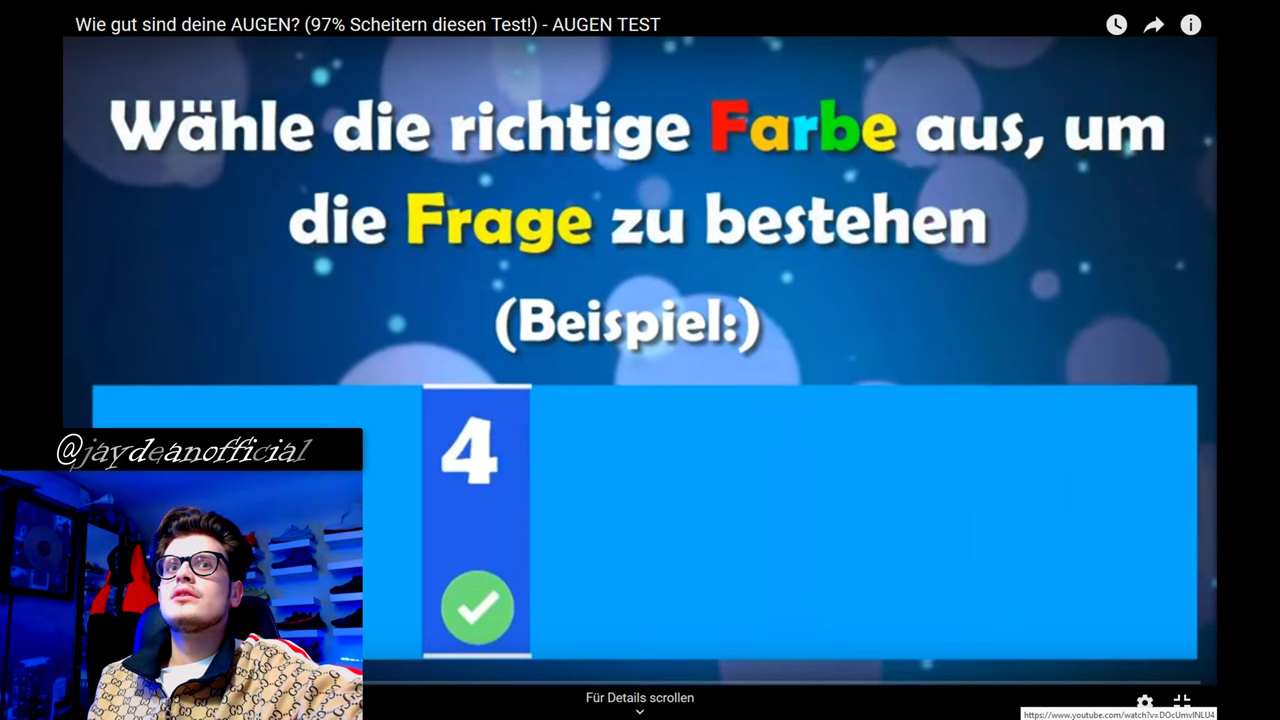 Wie gut sind deine AUGEN? (97% Scheitern diesen Test!) - AUGEN TEST
Wähle die richtige Farbe aus, um
die Frage zu bestehen
(Beispiel:)
4
@jaydeanofficial
Für Details scrollen
https://www.youtube.com/watch?v=DOcUmvINLU4